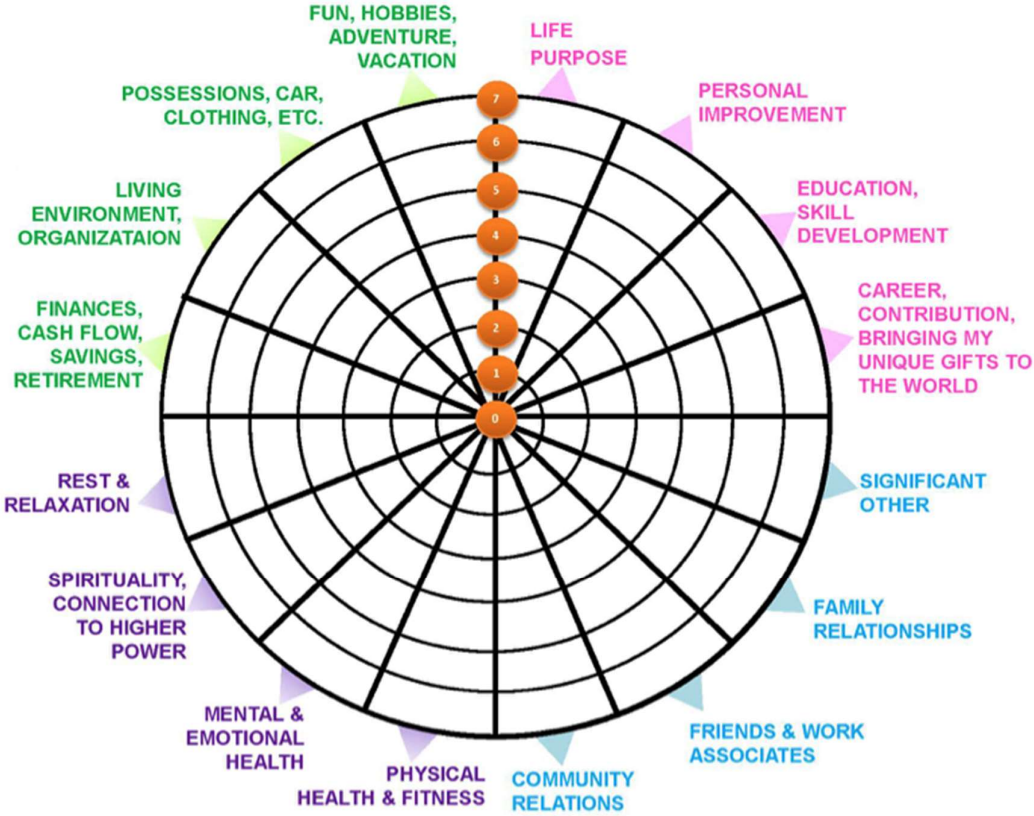 FUN, HOBBIES,
ADVENTURE,
VACATION
LIFE
PURPOSE
PERSONAL
IMPROVEMENT
EDUCATION,
SKILL
DEVELOPMENT
CAREER,
CONTRIBUTION,
BRINGING MY
UNIQUE GIFTS TO
THE WORLD
SIGNIFICANT
OTHER
FAMILY
RELATIONSHIPS
FRIENDS & WORK
ASSOCIATES
COMMUNITY
RELATIONS
PHYSICAL
HEALTH & FITNESS
MENTAL &
EMOTIONAL
HEALTH
SPIRITUALITY,
CONNECTION
TO HIGHER
POWER
REST &
RELAXATION
FINANCES,
CASH FLOW,
SAVINGS,
RETIREMENT
LIVING
ENVIRONMENT,
ORGANIZATAION
POSSESSIONS, CAR,
CLOTHING, ETC.
7
6
5
4
3
2
1
0